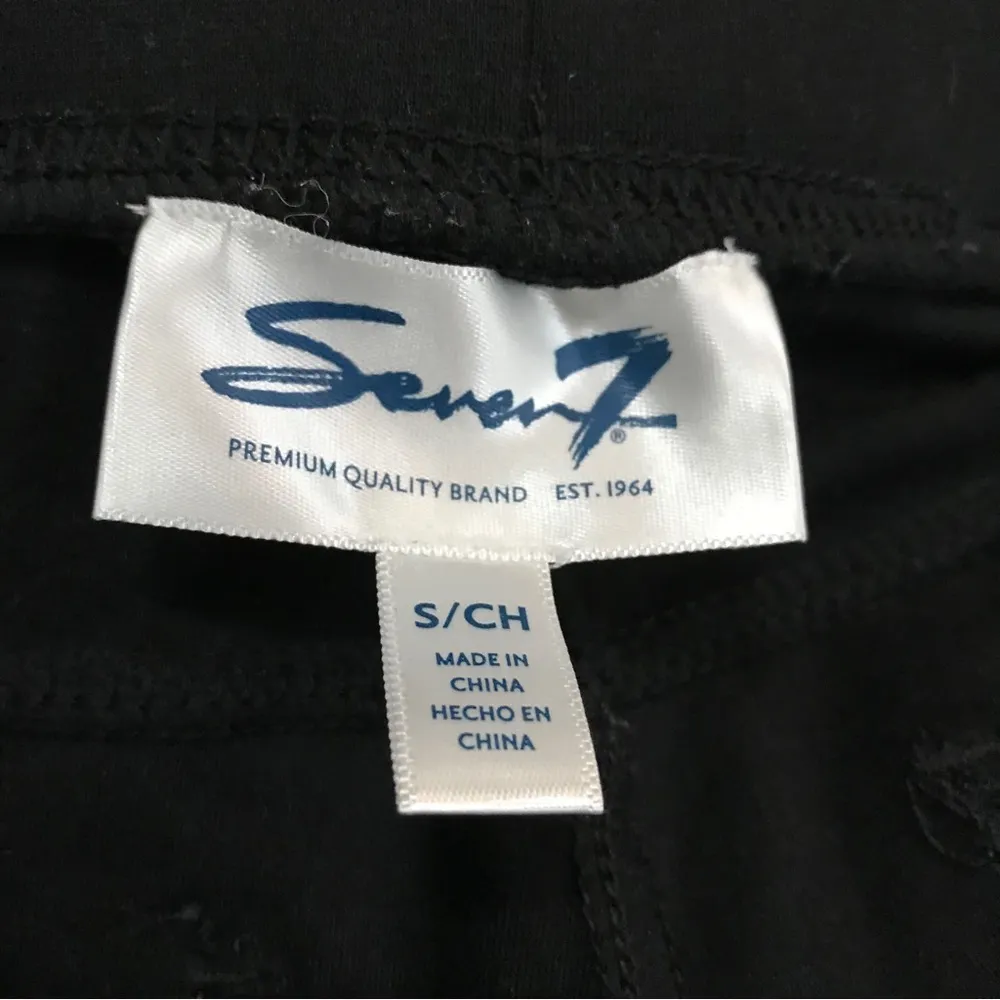 Seven7®
PREMIUM QUALITY BRAND EST. 1964
S/CH
MADE IN
CHINA
HECHO EN
CHINA